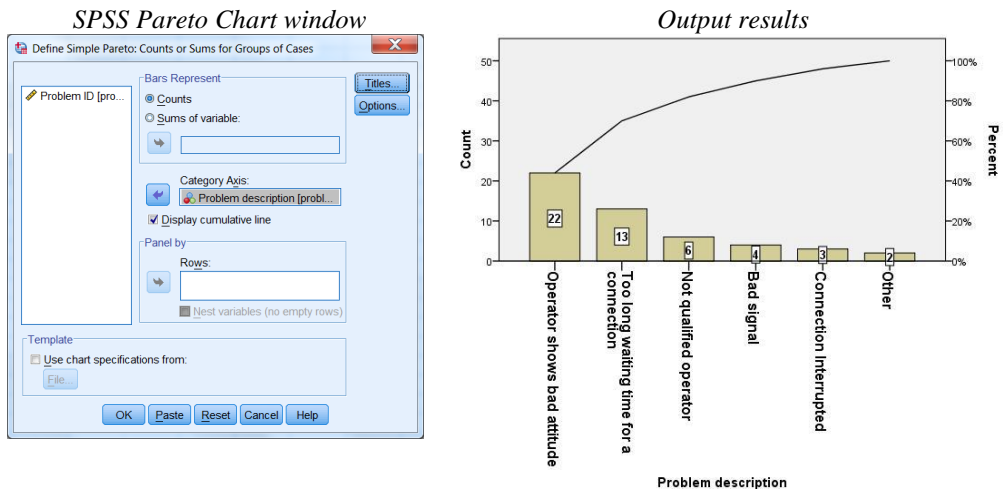 SPSS Pareto Chart window
Define Simple Pareto: Counts or Sums for Groups of Cases
Problem ID [pro...
Bars Represent
Counts
Sums of variable:
Category Axis:
Problem description [probl...
Display cumulative line
Panel by
Rows:
Nest variables (no empty rows)
Titles...
Options...
Template
Use chart specifications from:
File...
OK Paste Reset Cancel Help
Output results
Count
50
40
30
20
10
0
22
13
6
4
3
2
100%
80%
60%
40%
20%
0%
Percent
Operator shows bad attitude
Too long waiting time for a
connection
Not qualified operator
Bad signal
Connection Interrupted
Other
Problem description